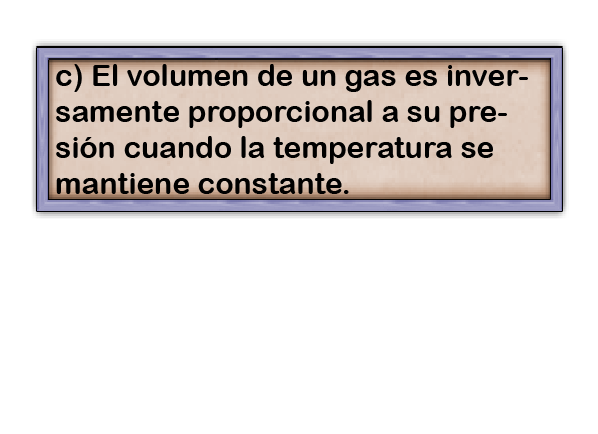 c) El volumen de un gas es inver-
samente proporcional a su pre-
sión cuando la temperatura se
mantiene constante.